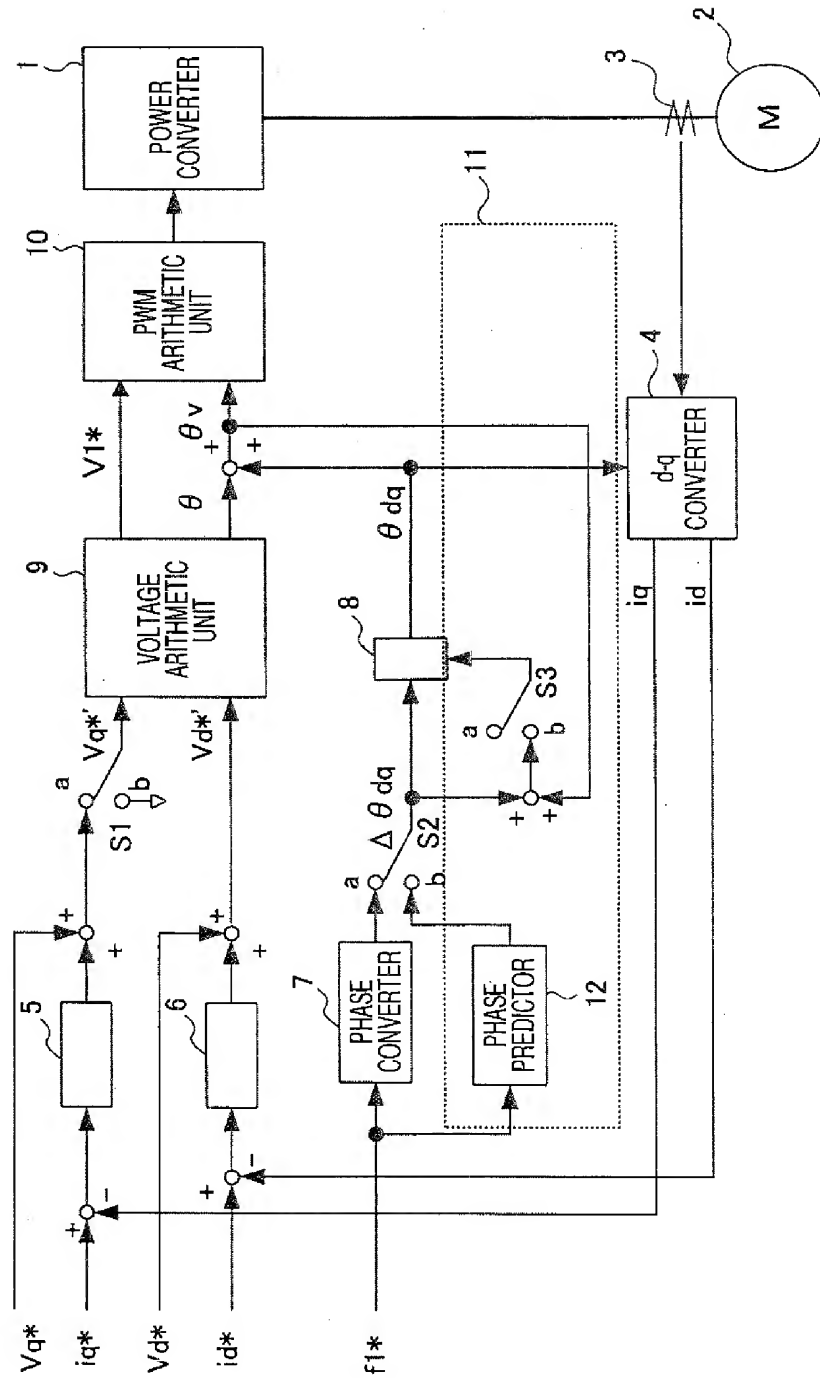 Vq*
iq*
Vd*
id*
f1*
+
−
+
−
5
6
+
+
+
+
a
b
S1
Vq*'
Vd*'
9
VOLTAGE
ARITHMETIC
UNIT
V1*
θ
+
+
θv
10
PWM
ARITHMETIC
UNIT
1
POWER
CONVERTER
7
PHASE
CONVERTER
12
PHASE
PREDICTOR
a
b
S2
Δθdq
8
θdq
+
+
a
b
S3
11
iq
id
4
d-q
CONVERTER
3
2
M